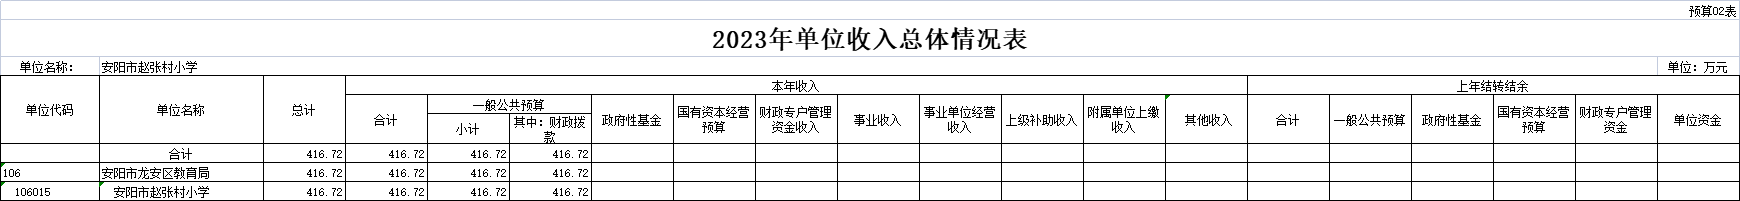 预算02表
2023年单位收入总体情况表
单位名称： 安阳市赵张村小学 单位：万元
单位代码 单位名称 总计 本年收入 上年结转结余
合计 一般公共预算 政府性基金 国有资本经营预算 财政专户管理资金收入 事业收入 事业单位经营收入 上级补助收入 附属单位上缴收入 其他收入 合计 一般公共预算 政府性基金 国有资本经营预算 财政专户管理资金 单位资金
小计 其中：财政拨款
合计 416.72 416.72 416.72 416.72
106 安阳市龙安区教育局 416.72 416.72 416.72 416.72
106015 安阳市赵张村小学 416.72 416.72 416.72 416.72